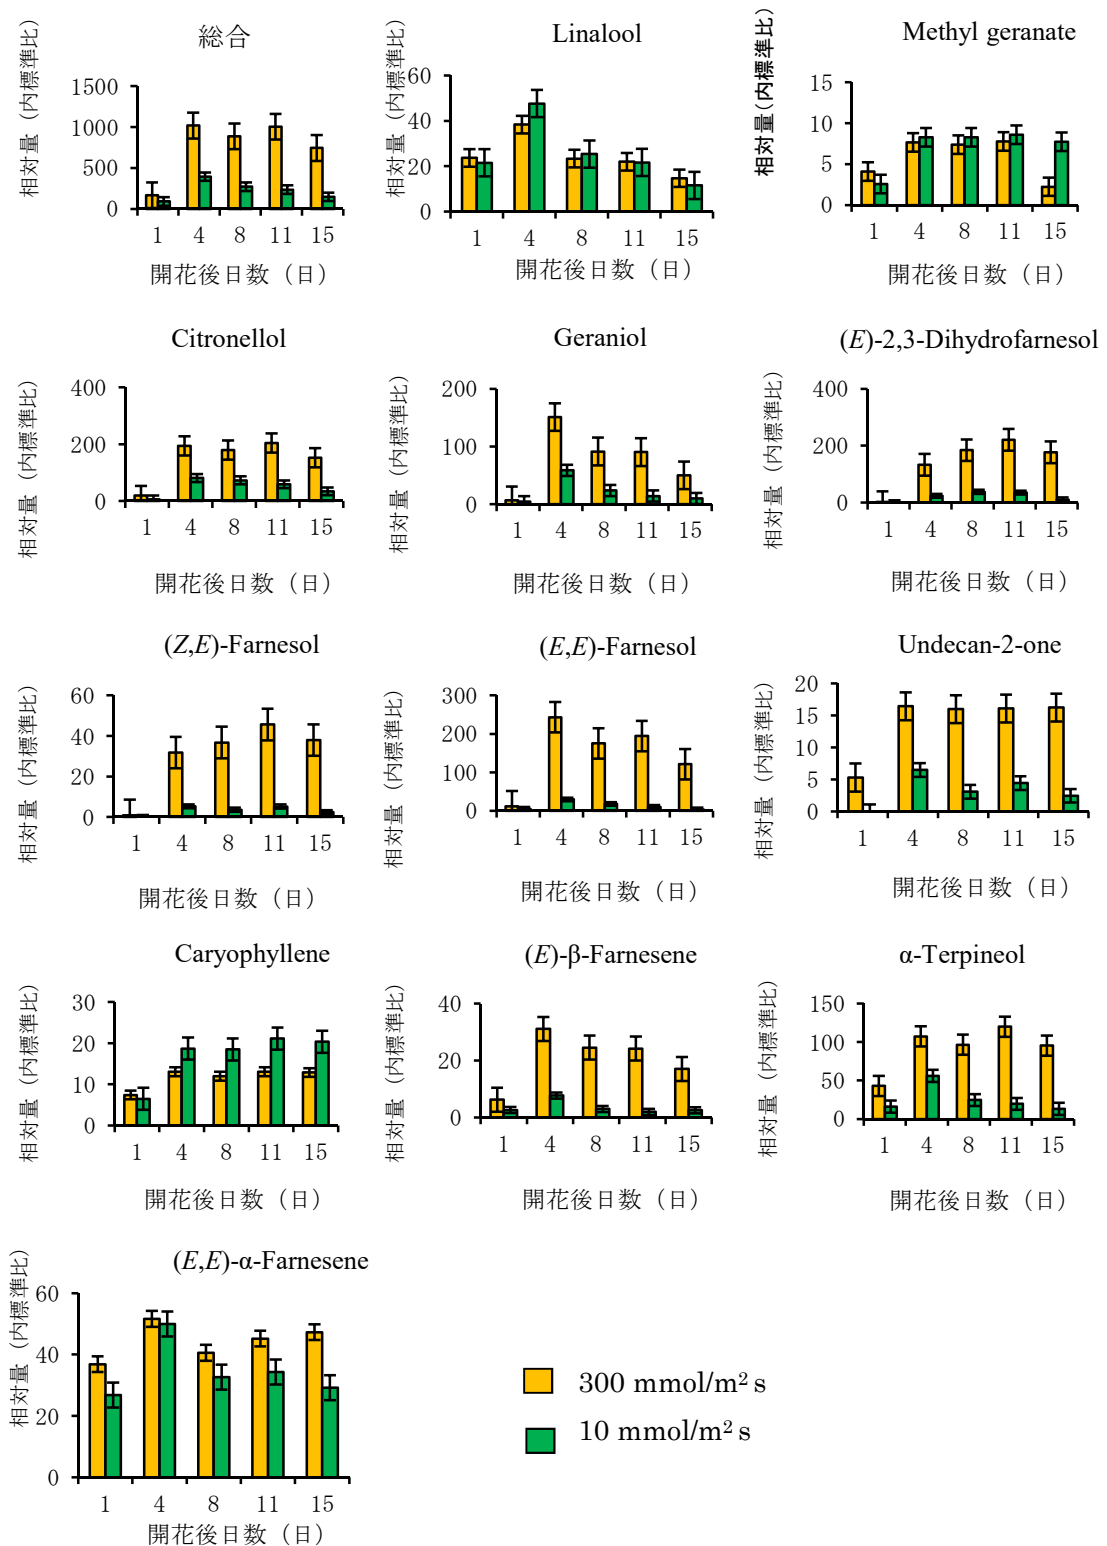 総合
相対量（内標準比）
1500
1000
500
0
1 4 8 11 15
開花後日数（日）
Linalool
相対量（内標準比）
60
40
20
0
1 4 8 11 15
開花後日数（日）
Methyl geranate
相対量（内標準比）
15
10
5
0
1 4 8 11 15
開花後日数（日）
Citronellol
相対量（内標準比）
400
200
0
1 4 8 11 15
開花後日数（日）
Geraniol
相対量（内標準比）
200
100
0
1 4 8 11 15
開花後日数（日）
(E)-2,3-Dihydrofarnesol
相対量（内標準比）
400
200
0
1 4 8 11 15
開花後日数（日）
(Z,E)-Farnesol
相対量（内標準比）
60
40
20
0
1 4 8 11 15
開花後日数（日）
(E,E)-Farnesol
相対量（内標準比）
300
200
100
0
1 4 8 11 15
開花後日数（日）
Undecan-2-one
相対量（内標準比）
20
15
10
5
0
1 4 8 11 15
開花後日数（日）
Caryophyllene
相対量（内標準比）
30
20
10
0
1 4 8 11 15
開花後日数（日）
(E)-β-Farnesene
相対量（内標準比）
40
20
0
1 4 8 11 15
開花後日数（日）
α-Terpineol
相対量（内標準比）
150
100
50
0
1 4 8 11 15
開花後日数（日）
(E,E)-α-Farnesene
相対量（内標準比）
60
40
20
0
1 4 8 11 15
開花後日数（日）
300 mmol/m² s
10 mmol/m² s